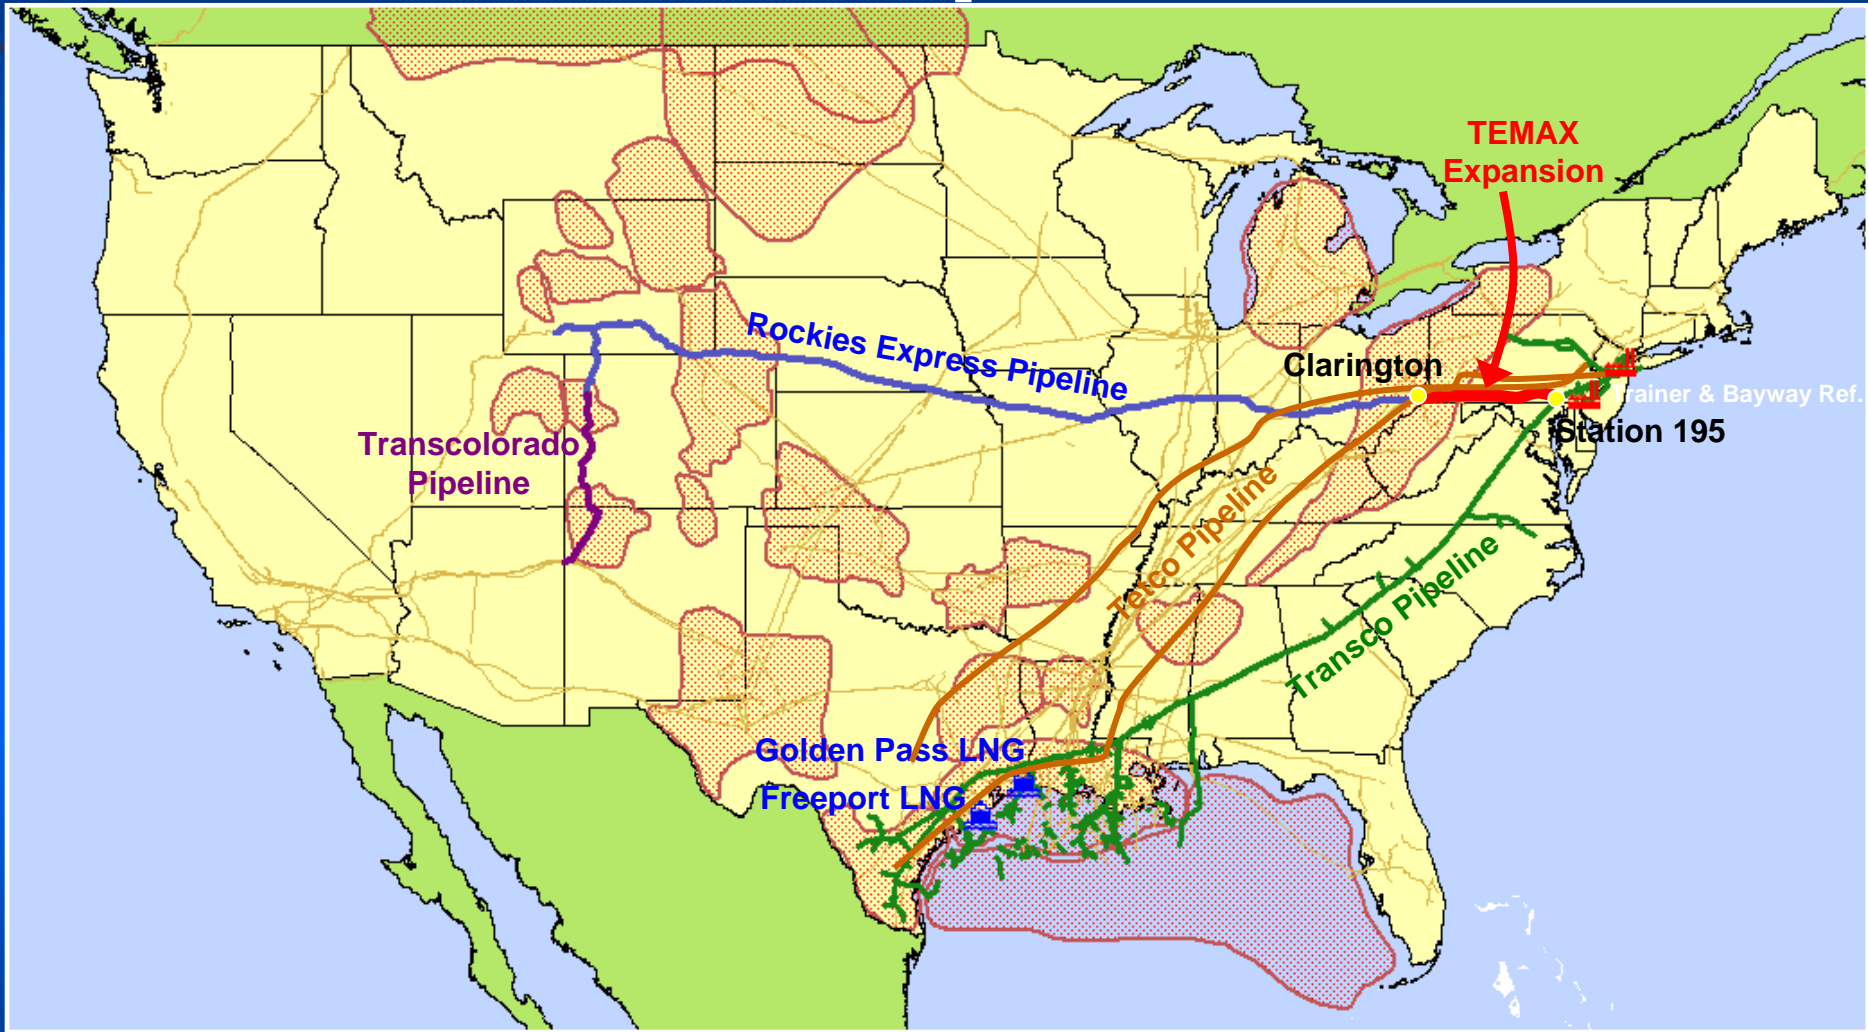 TEMAX
Expansion
Rockies Express Pipeline
Clarington
Trainer & Bayway Ref.
Station 195
Transcolorado
Pipeline
Tetco Pipeline
Transco Pipeline
Golden Pass LNG
Freeport LNG